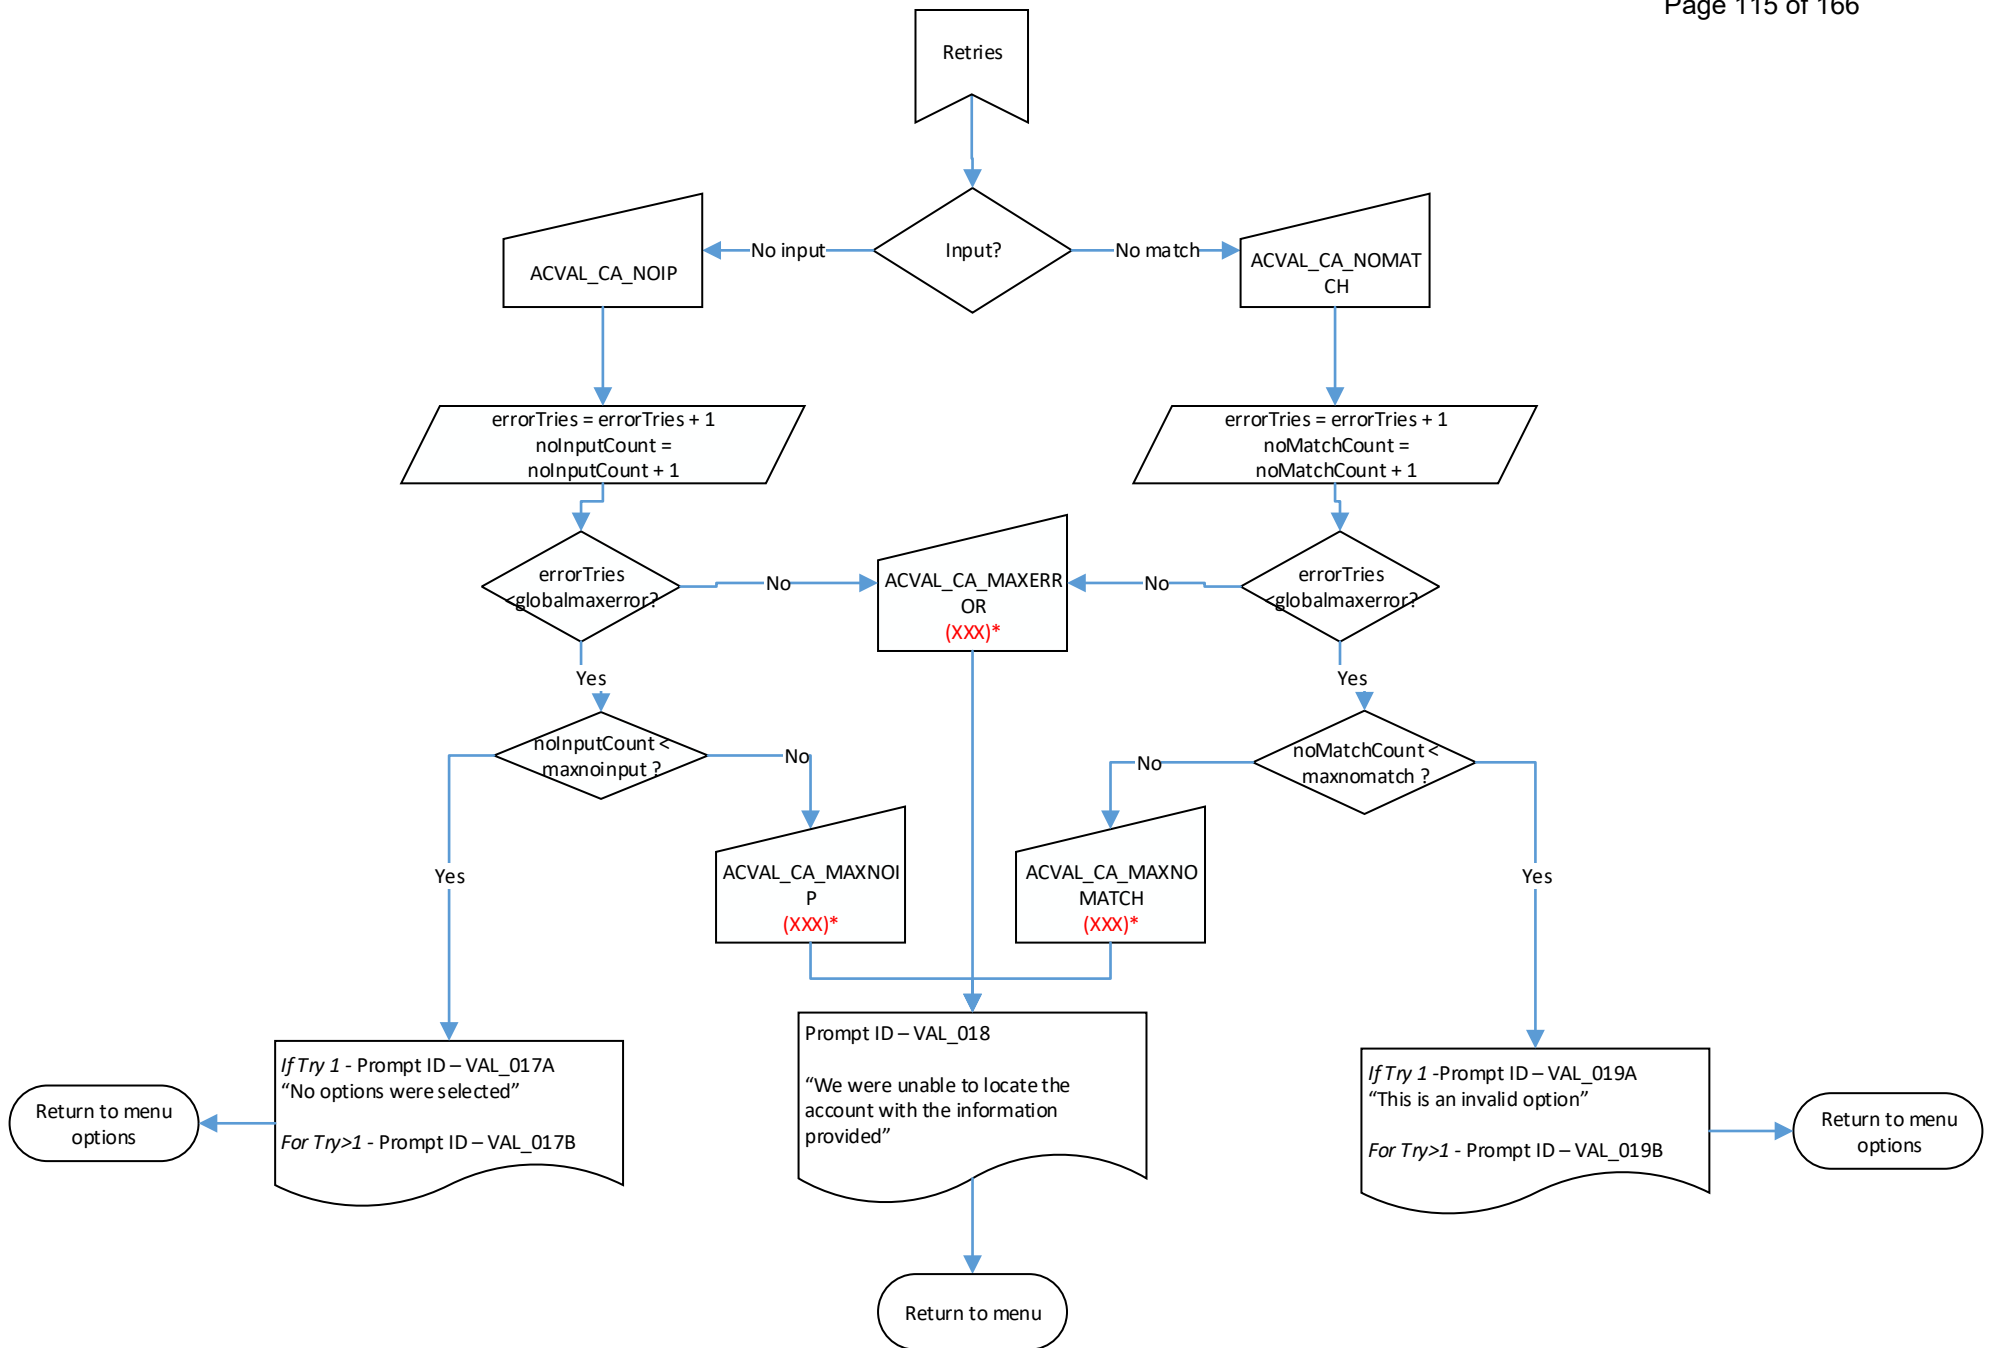 Page 115 of 166
Retries
Input?
No input
No match
ACVAL_CA_NOIP
ACVAL_CA_NOMAT
CH
errorTries = errorTries + 1
noInputCount =
noInputCount + 1
errorTries = errorTries + 1
noMatchCount =
noMatchCount + 1
errorTries
<globalmaxerror?
No
ACVAL_CA_MAXERR
OR
(XXX)*
No
errorTries
<globalmaxerror?
Yes
Yes
noInputCount <
maxnoinput ?
No
No
noMatchCount <
maxnomatch ?
Yes
ACVAL_CA_MAXNOI
P
(XXX)*
ACVAL_CA_MAXNO
MATCH
(XXX)*
Yes
If Try 1 - Prompt ID – VAL_017A
“No options were selected”
For Try>1 - Prompt ID – VAL_017B
Return to menu
options
Prompt ID – VAL_018
“We were unable to locate the
account with the information
provided”
If Try 1 -Prompt ID – VAL_019A
“This is an invalid option”
For Try>1 - Prompt ID – VAL_019B
Return to menu
options
Return to menu